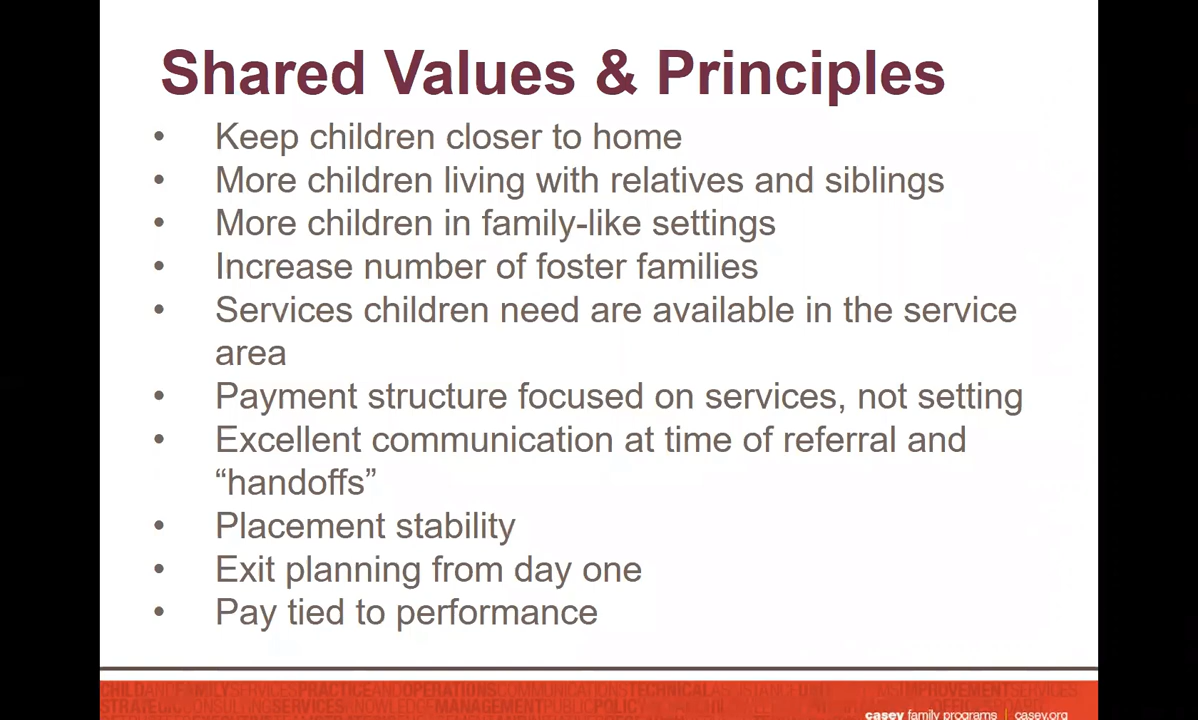 Shared Values & Principles
• Keep children closer to home
• More children living with relatives and siblings
• More children in family-like settings
• Increase number of foster families
• Services children need are available in the service
area
• Payment structure focused on services, not setting
• Excellent communication at time of referral and
“handoffs”
• Placement stability
• Exit planning from day one
• Pay tied to performance
CHILDANDFAMILYSERVICESPRACTICEANDOPERATIONSCOMMUNICATIONSTECHNICALASSISTANCE IMPROVEMENTSERVICES
STRATEGICCONSULTINGSERVICESKNOWLEDGEMANAGEMENTPUBLICPOLICY
casey family programs | casey.org